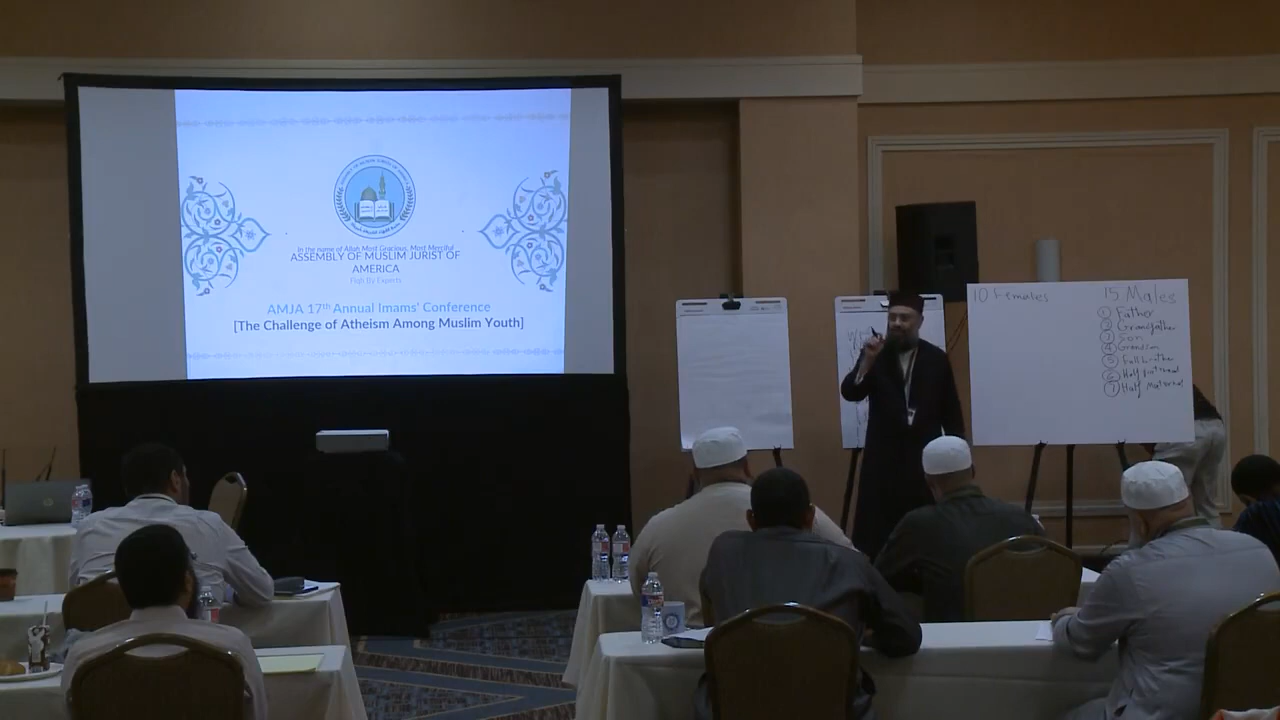 In the name of Allah Most Gracious, Most Merciful
ASSEMBLY OF MUSLIM JURIST OF
AMERICA
Fiqh By Experts
AMJA 17th Annual Imams' Conference
[The Challenge of Atheism Among Muslim Youth]
10 Females
15 Males
1 Father
2 Grandfather
3 Son
4 Grandson
5 Full brother
6 Half Paternal
7 Half Maternal